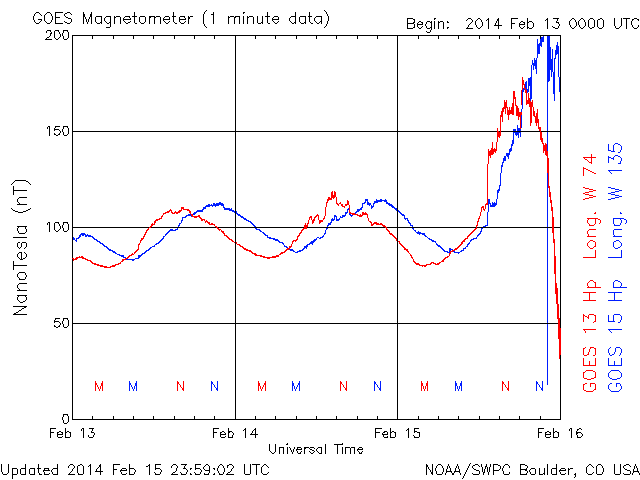 GOES Magnetometer (1 minute data)
Begin: 2014 Feb 13 0000 UTC
200
150
100
50
0
NanoTesla (nT)
M M N N M M N N M M N N
Feb 13 Feb 14 Feb 15 Feb 16
Universal Time
GOES 13 Hp Long. W 74
GOES 15 Hp Long. W 135
Updated 2014 Feb 15 23:59:02 UTC
NOAA/SWPC Boulder, CO USA